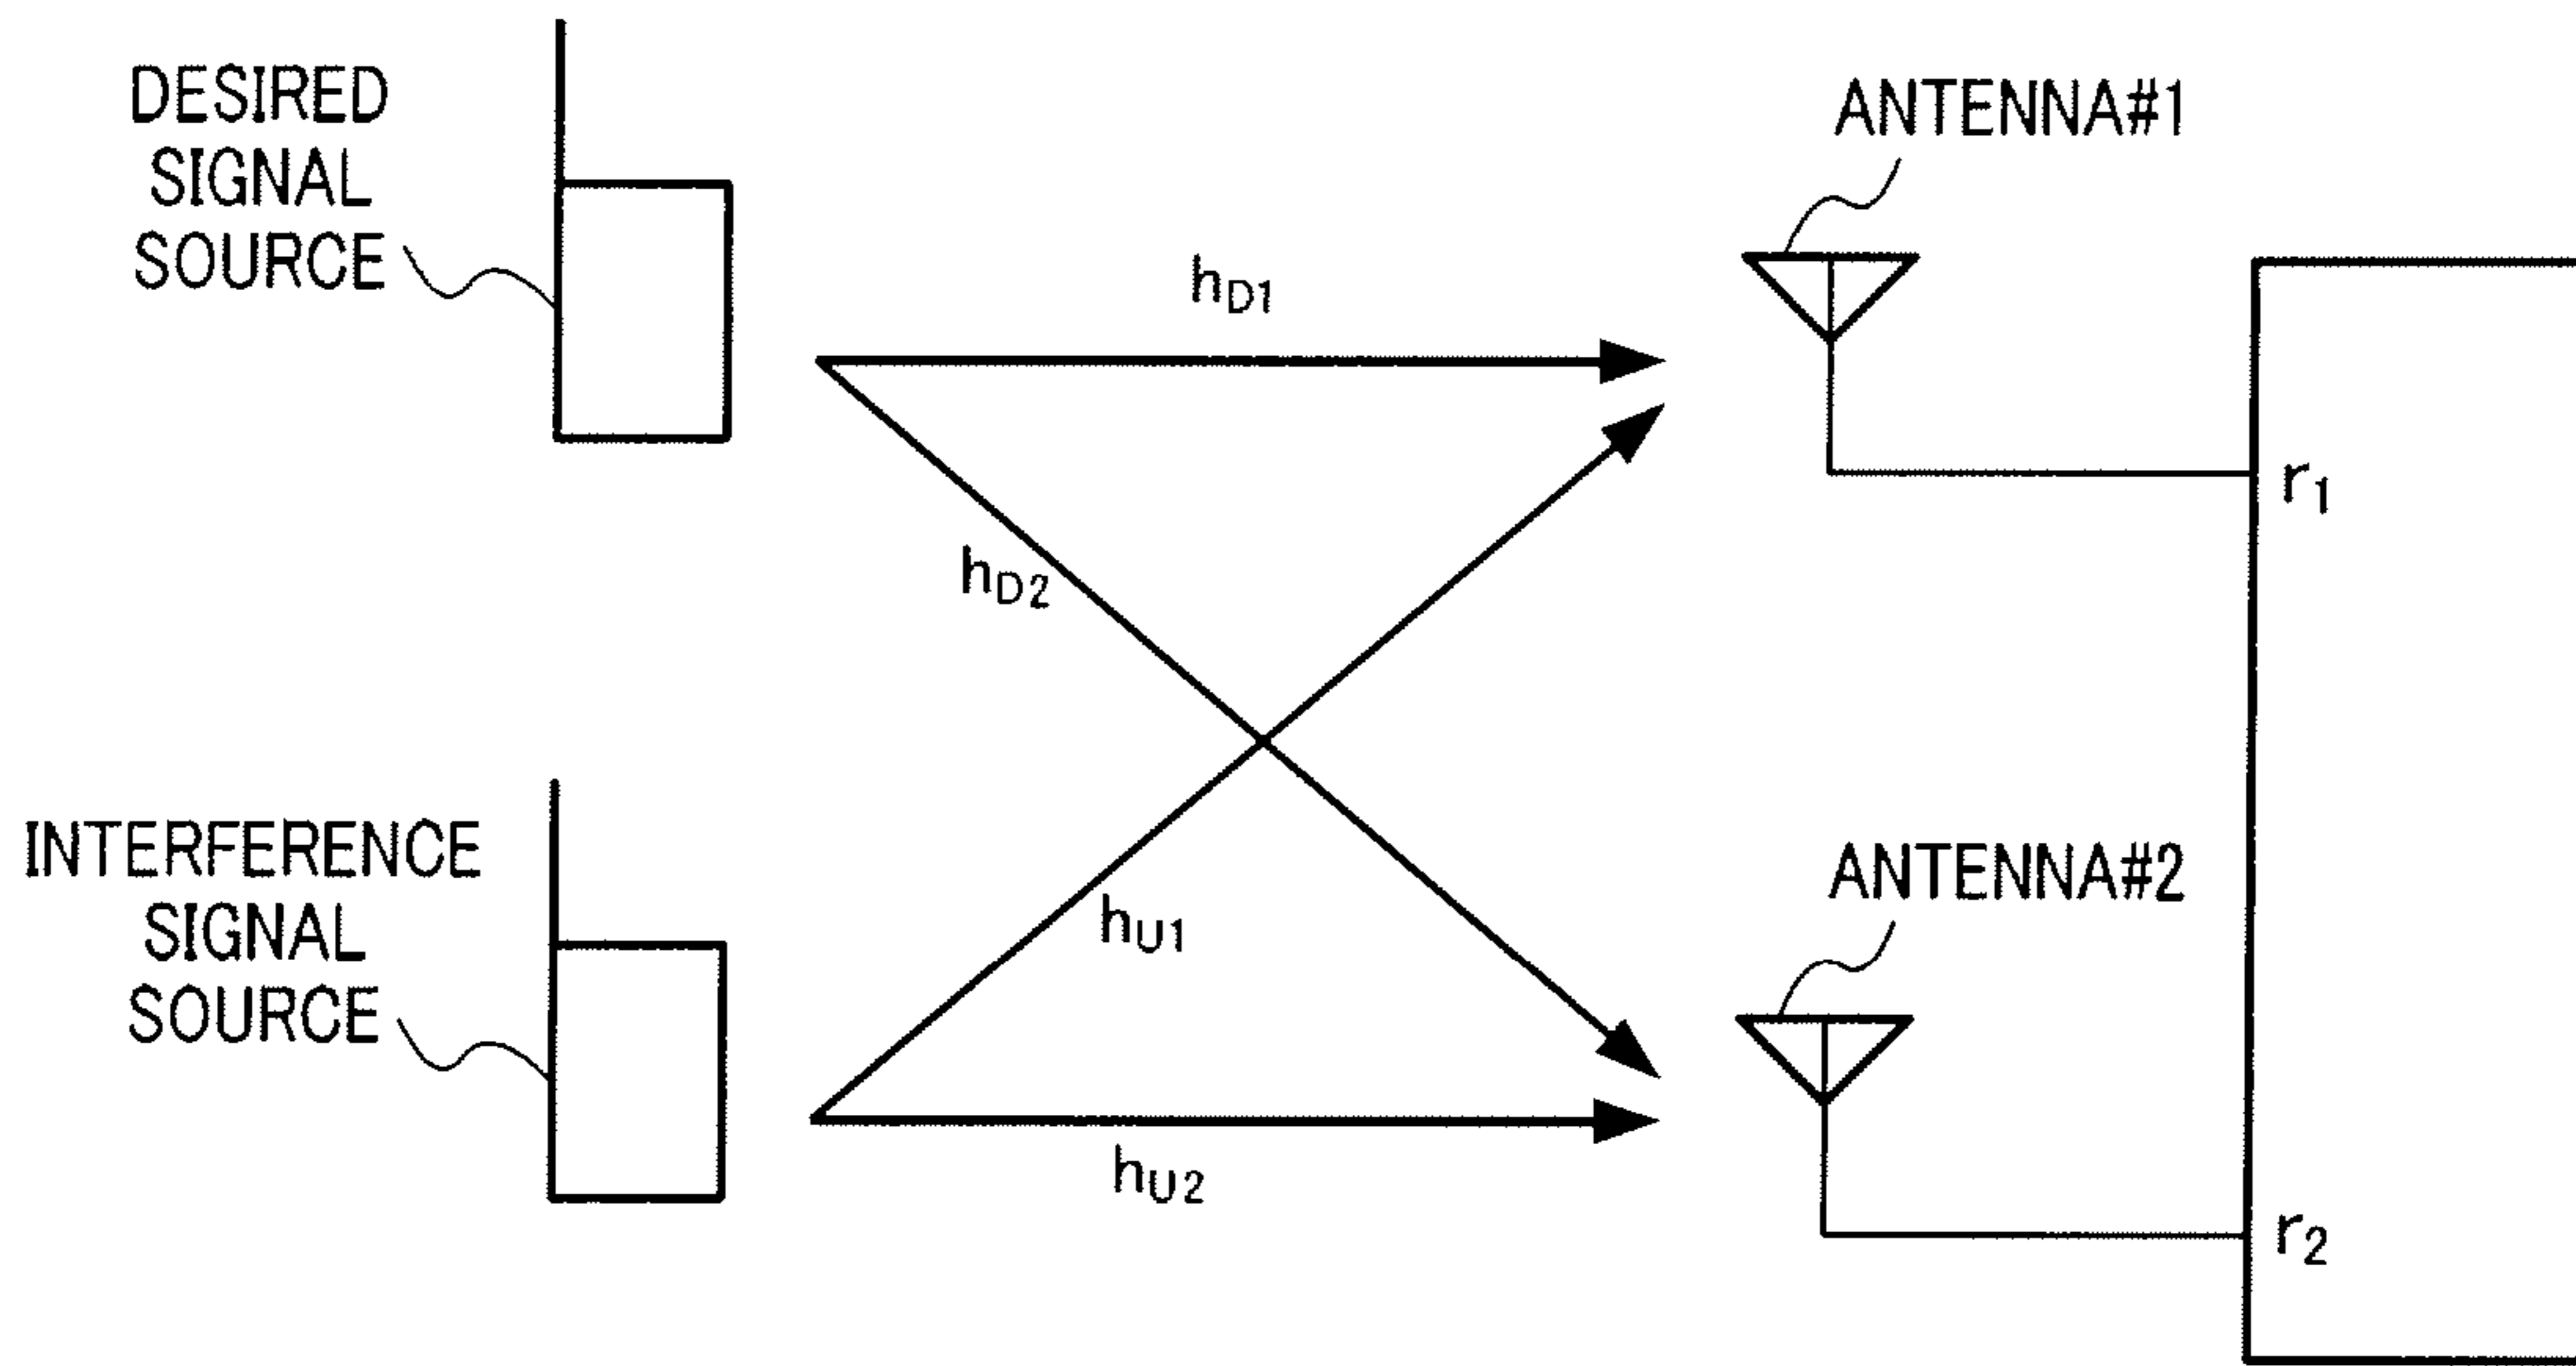 DESIRED
SIGNAL
SOURCE
ANTENNA#1
hD1
r1
hD2
INTERFERENCE
SIGNAL
SOURCE
hU1
ANTENNA#2
hU2
r2